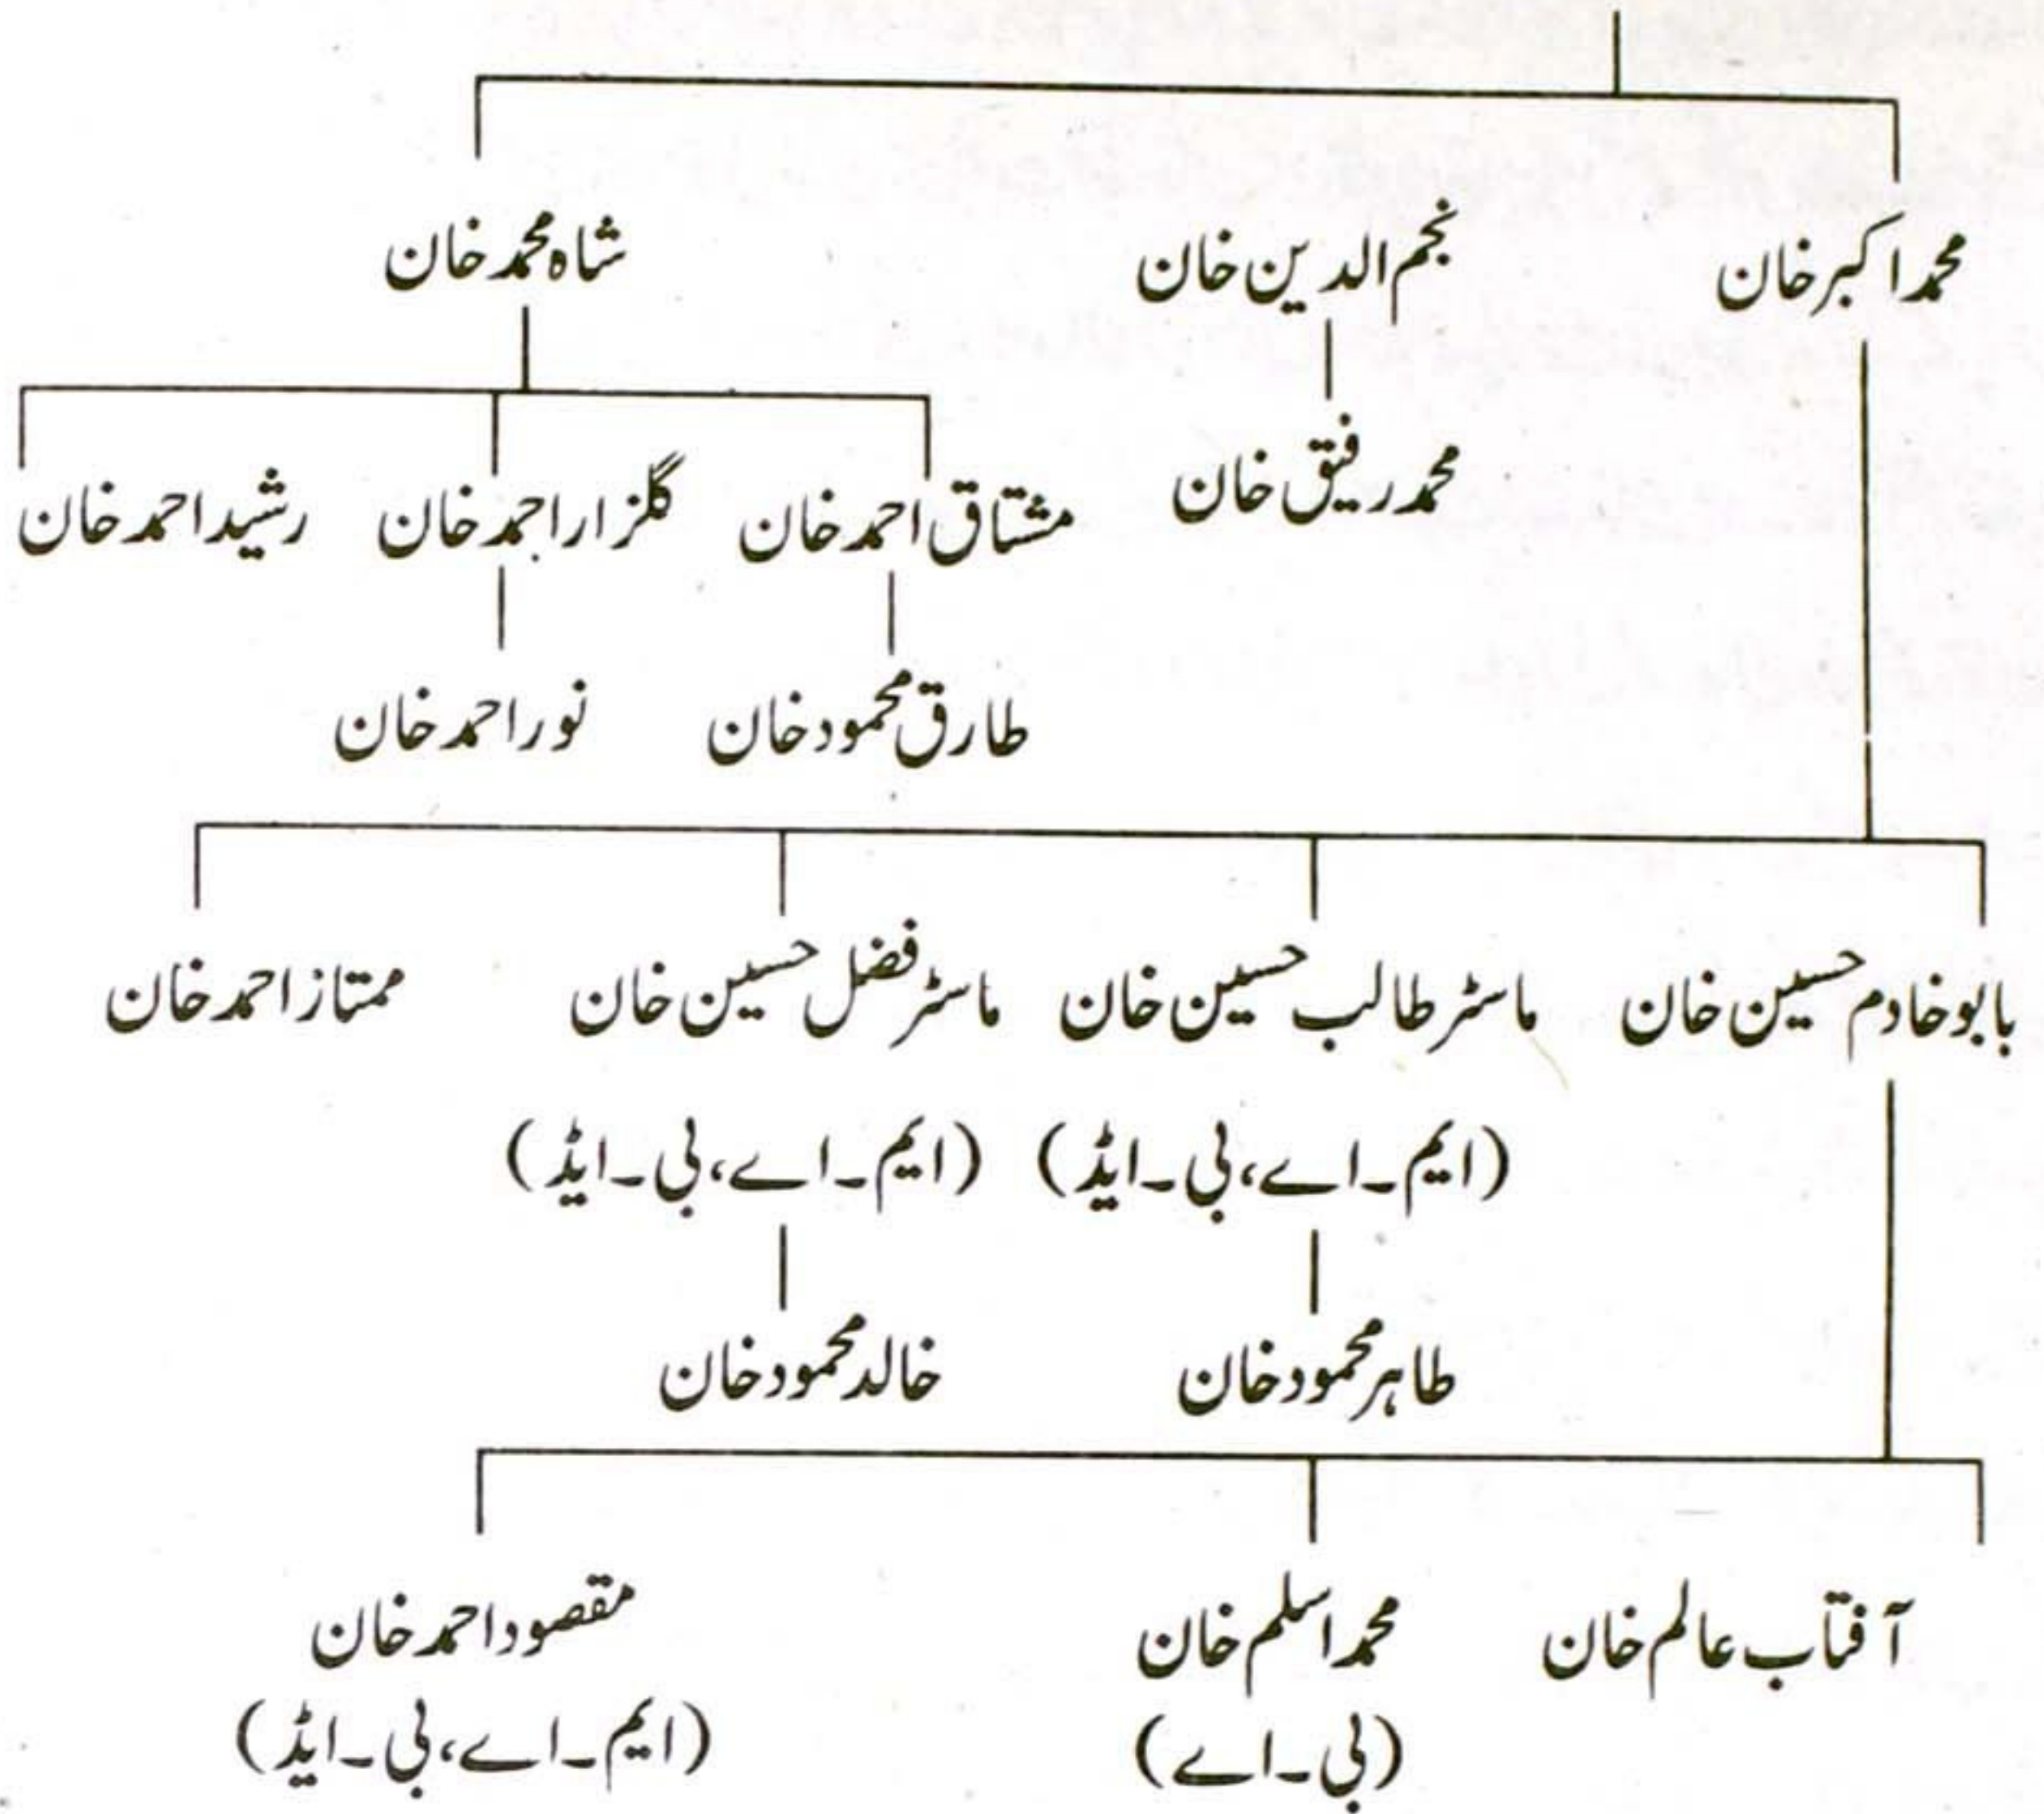 محمد اکبر خان نجم الدین خان شاہ محمد خان
محمد رفیق خان
مشتاق احمد خان گلزار احمد خان رشید احمد خان
طارق محمود خان نور احمد خان
بابو خادم حسین خان ماسٹر طالب حسین خان ماسٹر فضل حسین خان ممتاز احمد خان
(ایم۔اے، بی۔ایڈ) (ایم۔اے، بی۔ایڈ)
طاہر محمود خان خالد محمود خان
آفتاب عالم خان محمد اسلم خان مقصود احمد خان
(بی۔اے) (ایم۔اے، بی۔ایڈ)